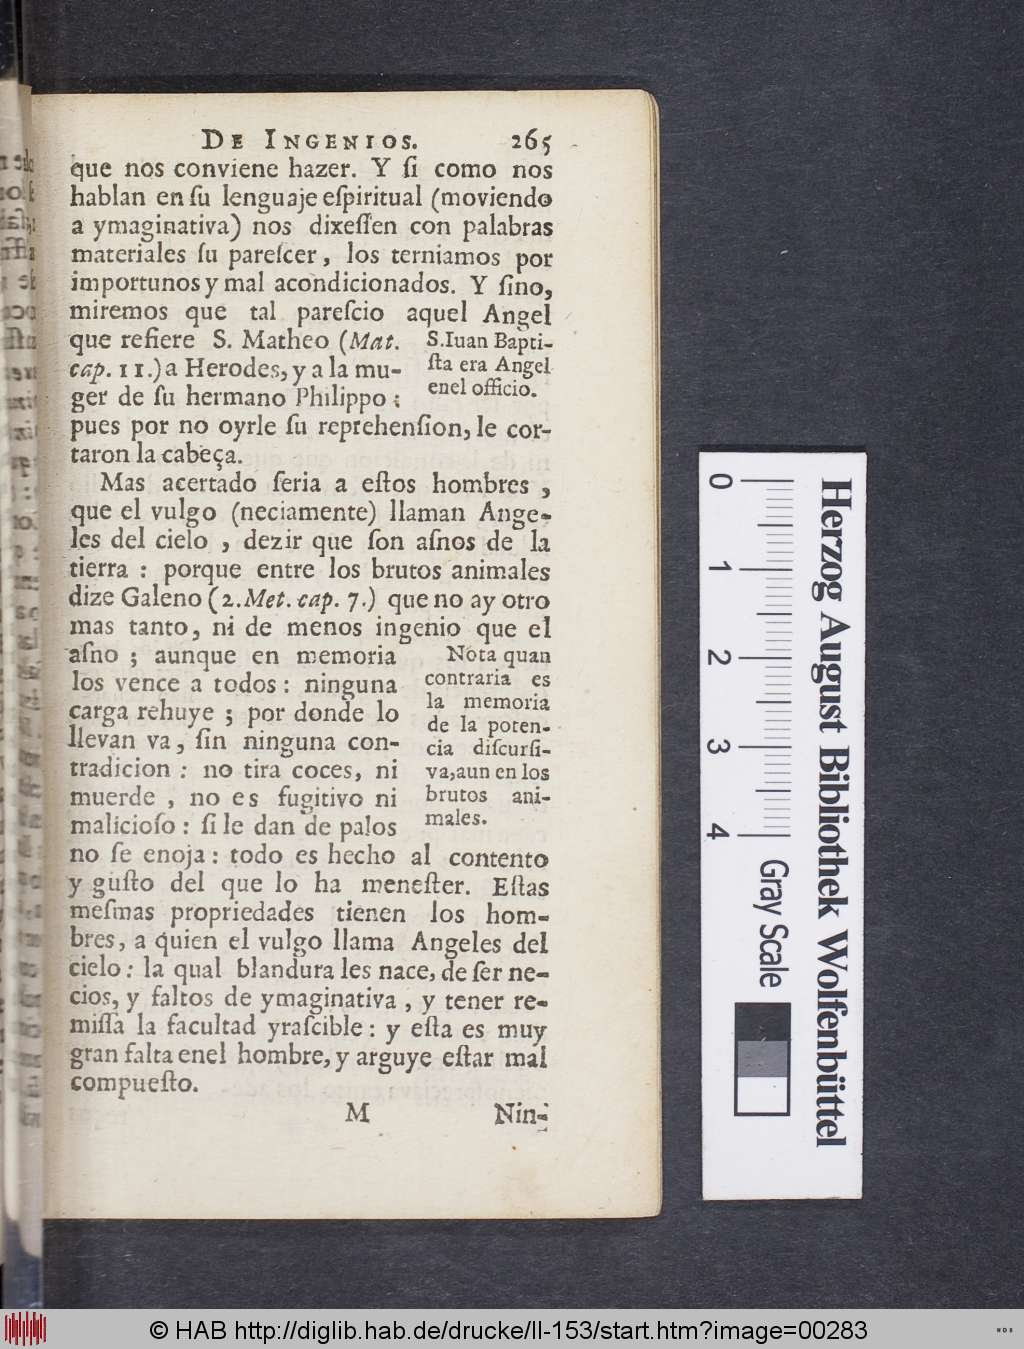 DE INGENIOS. 265
que nos conviene hazer. Y ſi como nos
hablan en ſu lenguaje eſpiritual (moviendo
a ymaginativa) nos dixeſſen con palabras
materiales ſu pareſcer, los terniamos por
importunos y mal acondicionados. Y ſino,
miremos que tal pareſcio aquel Angel
que refiere S. Matheo (Mat.
cap. 11.) a Herodes, y a la mu-
ger de ſu hermano Philippo:
S.Iuan Bapti-
ſta era Angel
enel officio.
pues por no oyrle ſu reprehenſion, le cor-
taron la cabeça.
Mas acertado ſeria a eſtos hombres,
que el vulgo (neciamente) llaman Ange-
les del cielo, dezir que ſon aſnos de la
tierra: porque entre los brutos animales
dize Galeno (2.Met. cap. 7.) que no ay otro
mas tanto, ni de menos ingenio que el
aſno; aunque en memoria
los vence a todos: ninguna
carga rehuye; por donde lo
llevan va, ſin ninguna con-
tradicion: no tira coces, ni
muerde, no es fugitivo ni
malicioſo: ſi le dan de palos
Nota quan
contraria es
la memoria
de la poten-
cia diſcurſi-
va,aun en los
brutos ani-
males.
no ſe enoja: todo es hecho al contento
y guſto del que lo ha meneſter. Eſtas
meſmas propriedades tienen los hom-
bres, a quien el vulgo llama Angeles del
cielo: la qual blandura les nace, de ſer ne-
cios, y faltos de ymaginativa, y tener re-
miſſa la facultad yraſcible: y eſta es muy
gran falta enel hombre, y arguye eſtar mal
compueſto.
M Nin-
0 1 2 3 4
Gray Scale
Herzog August Bibliothek Wolfenbüttel
© HAB http://diglib.hab.de/drucke/ll-153/start.htm?image=00283